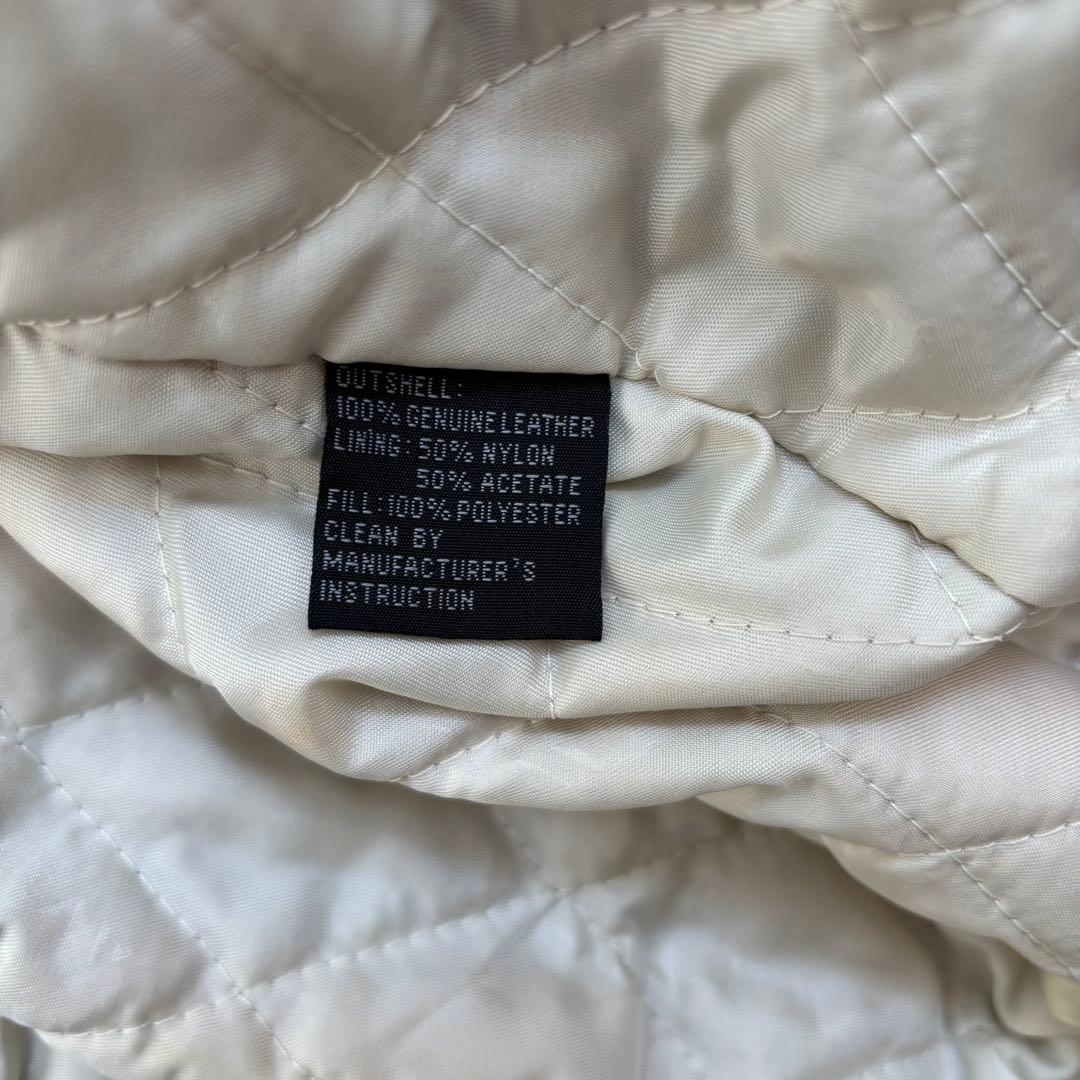 OUTSHELL:
100% GENUINE LEATHER
LINING: 50% NYLON
50% ACETATE
FILL: 100% POLYESTER
CLEAN BY
MANUFACTURER'S
INSTRUCTION